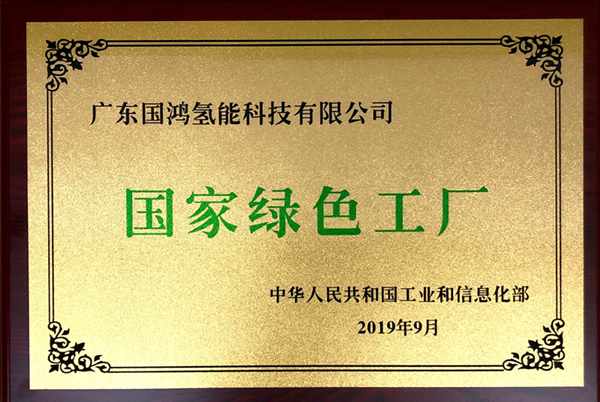 广东国鸿氢能科技有限公司
国家绿色工厂
中华人民共和国工业和信息化部
2019年9月